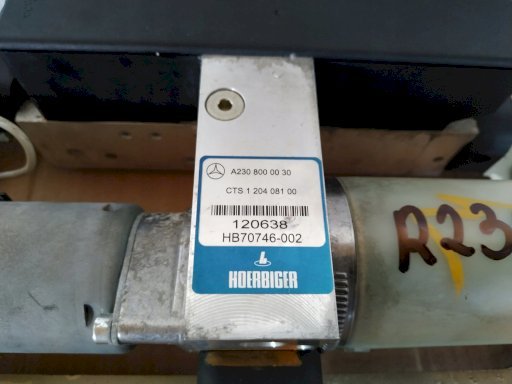 A230 800 00 30
CTS 1 204 081 00
120638
HB70746-002
HOERBIGER
R23